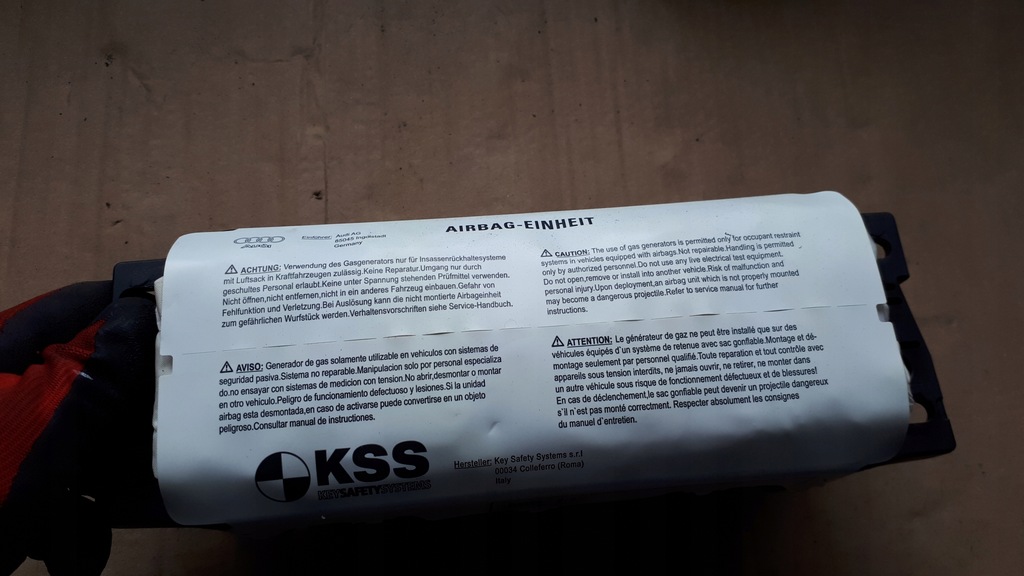 AIRBAG-EINHEIT
Audi
Einführer: Audi AG
85045 Ingolstadt
Germany
⚠ ACHTUNG: Verwendung des Gasgenerators nur für Insassenrückhaltesysteme
mit Luftsack in Kraftfahrzeugen zulässig.Keine Reparatur.Umgang nur durch
geschultes Personal erlaubt.Keine unter Spannung stehenden Prüfmittel verwenden.
Nicht öffnen,nicht entfernen,nicht in ein anderes Fahrzeug einbauen.Gefahr von
Fehlfunktion und Verletzung.Bei Auslösung kann die nicht montierte Airbageinheit
zum gefährlichen Wurfstück werden.Verhaltensvorschriften siehe Service-Handbuch.
⚠ CAUTION: The use of gas generators is permitted only for occupant restraint
systems in vehicles equipped with airbags.Not repairable.Handling is permitted
only by authorized personnel.Do not use any live electrical test equipment.
Do not open,remove or install into another vehicle.Risk of malfunction and
personal injury.Upon deployment,an airbag unit which is not properly mounted
may become a dangerous projectile.Refer to service manual for further
instructions.
⚠ AVISO: Generador de gas solamente utilizable en vehiculos con sistemas de
seguridad pasiva.Sistema no reparable.Manipulacion solo por personal especializa
do.no ensayar con sistemas de medicion con tension.No abrir,desmontar o montar
en otro vehiculo.Peligro de funcionamiento defectuoso y lesiones.Si la unidad
airbag esta desmontada,en caso de activarse puede convertirse en un objeto
peligroso.Consultar manual de instrucciones.
⚠ ATTENTION: Le générateur de gaz ne peut être installé que sur des
véhicules équipés d'un système de retenue avec sac gonflable.Montage et dé-
montage seulement par personnel qualifié.Toute reparation et tout contrôle avec
appareils sous tension interdits, ne jamais ouvrir, ne retirer, ne monter dans
un autre véhicule sous risque de fonctionnement défectueux et de blessures!
En cas de déclenchement,le sac gonflable peut devenir un projectile dangereux
s'il n'est pas monté correctment. Respecter absolument les consignes
du manuel d'entretien.
KSS
KEYSAFETYSYSTEMS
Hersteller: Key Safety Systems s.r.l
00034 Colleferro (Roma)
Italy